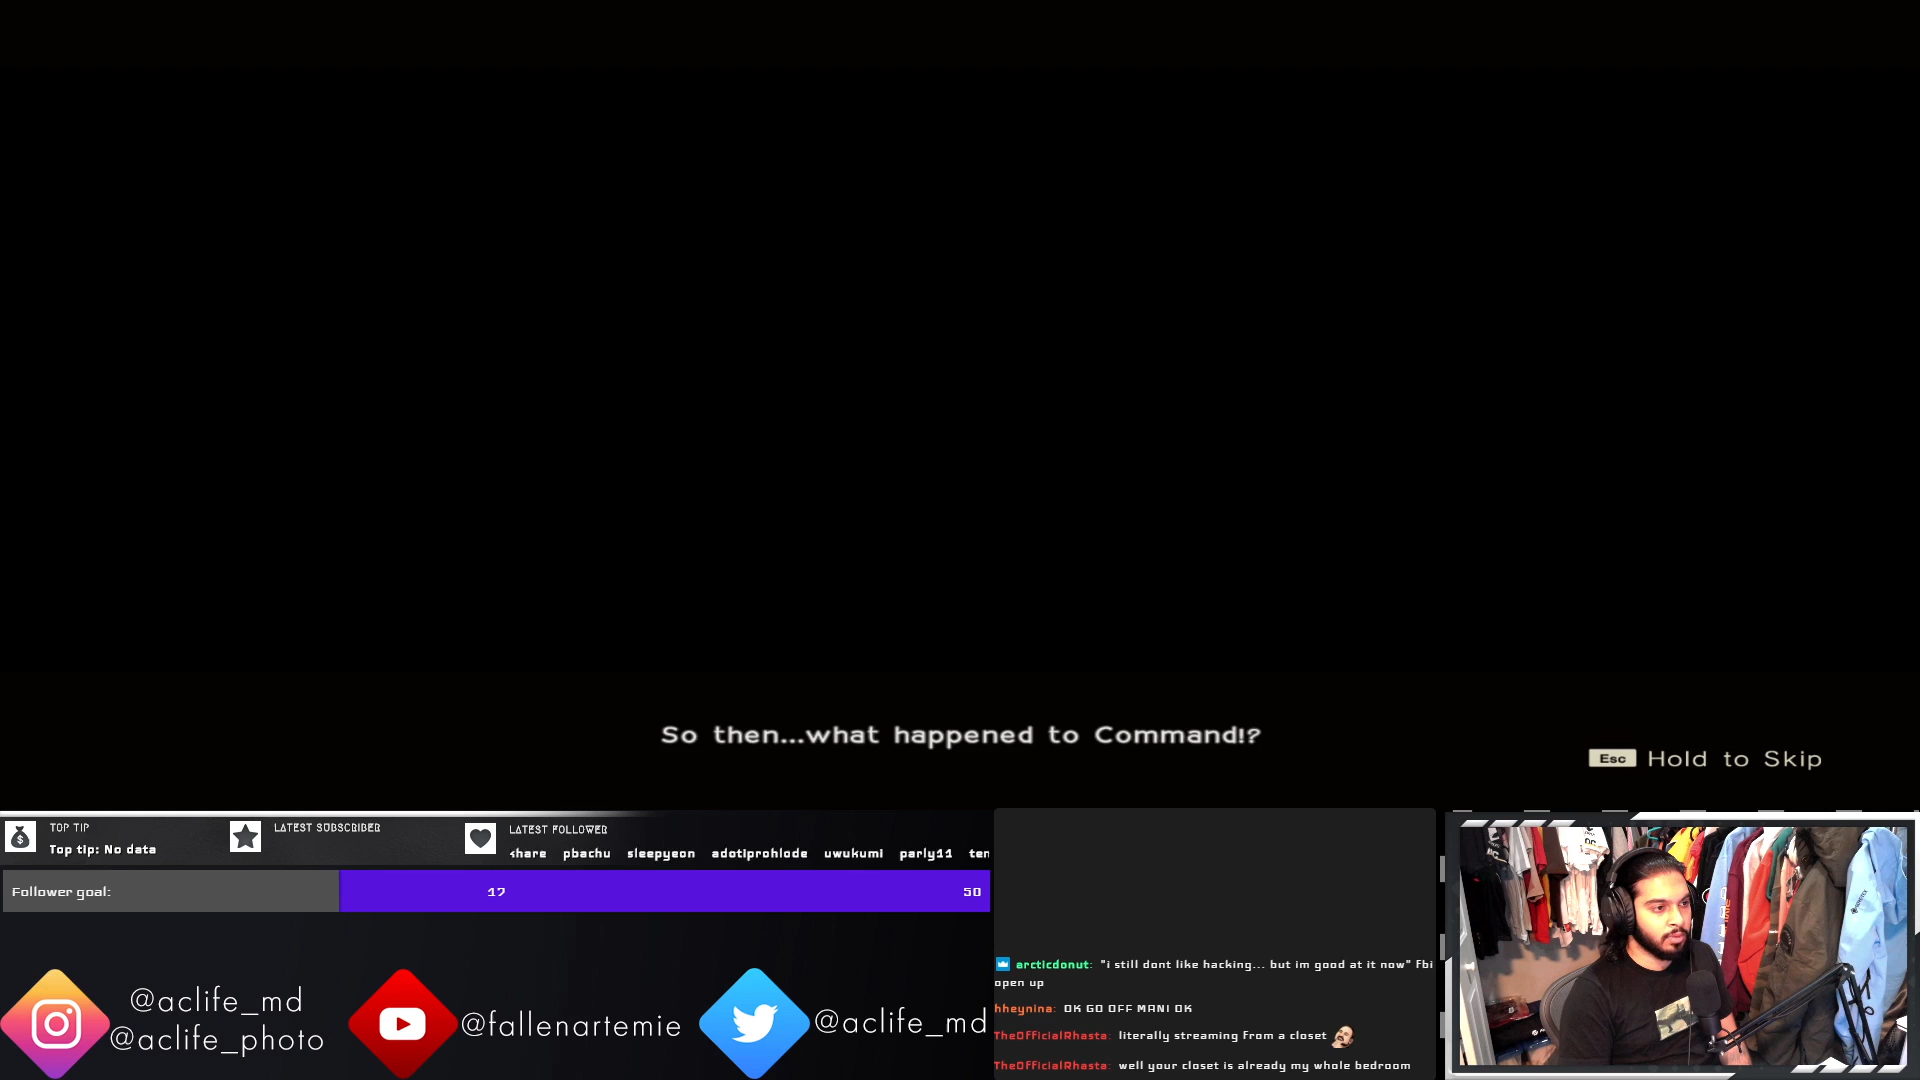 So then...what happened to Command!?
Esc Hold to Skip
TOP TIP
Top tip: No data
LATEST SUBSCRIBER
LATEST FOLLOWER
share pbachu sleepyeon adotiprohlode uwukumi parly11 ten
Follower goal: 17 50
@aclife_md
@aclife_photo
@fallenartemie
@aclife_md
arcticdonut: "i still dont like hacking... but im good at it now" Fbi
open up
hheynina: OK GO OFF MANI OK
TheOfficialRhasta: literally streaming from a closet
TheOfficialRhasta: well your closet is already my whole bedroom